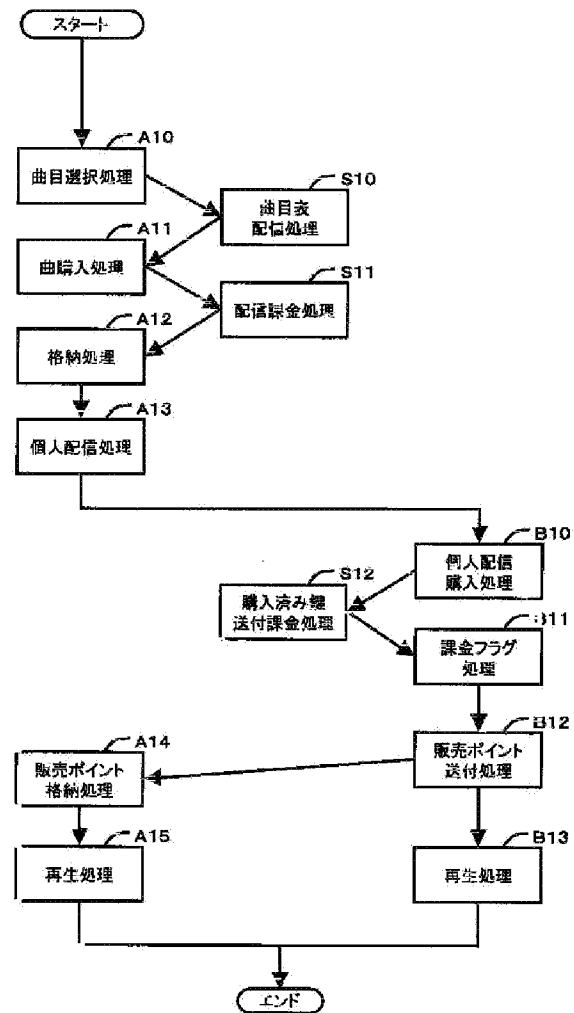 スタート
A10
曲目選択処理
S10
曲目表
配信処理
A11
曲購入処理
S11
配信課金処理
A12
格納処理
A13
個人配信処理
B10
個人配信
購入処理
S12
購入済み鍵
送付課金処理
B11
課金フラグ
処理
B12
販売ポイント
送付処理
A14
販売ポイント
格納処理
A15
再生処理
B13
再生処理
エンド